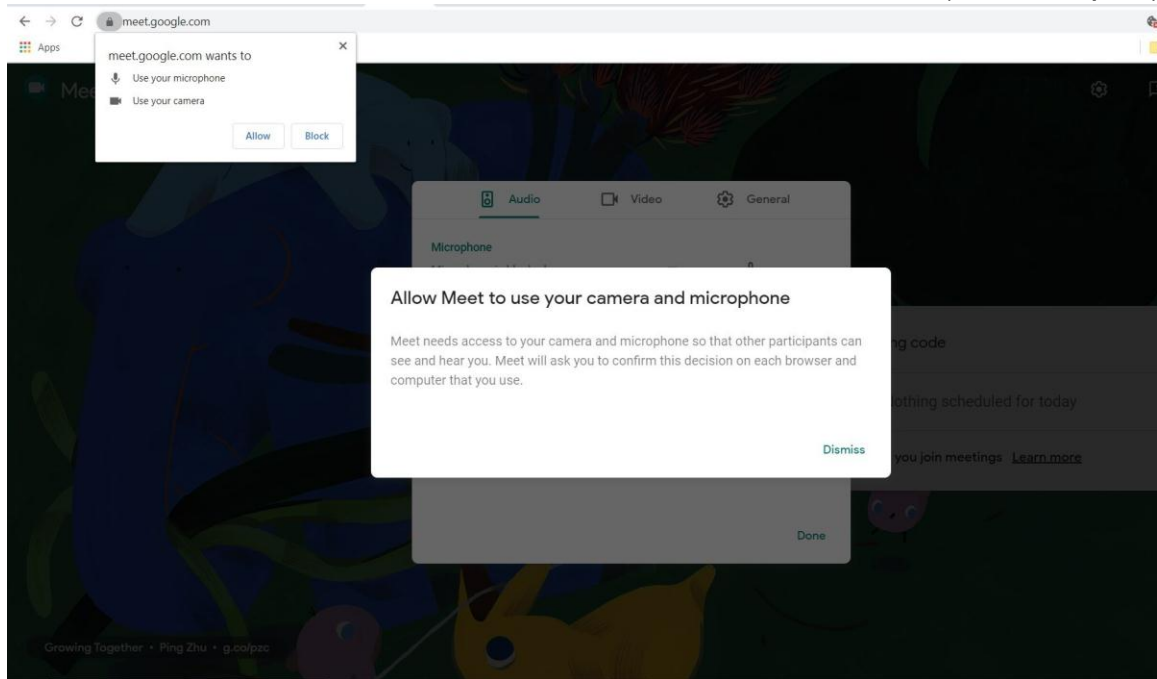 meet.google.com
Apps
meet.google.com wants to
Use your microphone
Use your camera
Allow Block
Audio Video General
Microphone
Allow Meet to use your camera and microphone
Meet needs access to your camera and microphone so that other participants can
see and hear you. Meet will ask you to confirm this decision on each browser and
computer that you use.
Dismiss
code
scheduled for today
you join meetings Learn more
Done
Growing Together • Ping Zhu • g.co/pzc